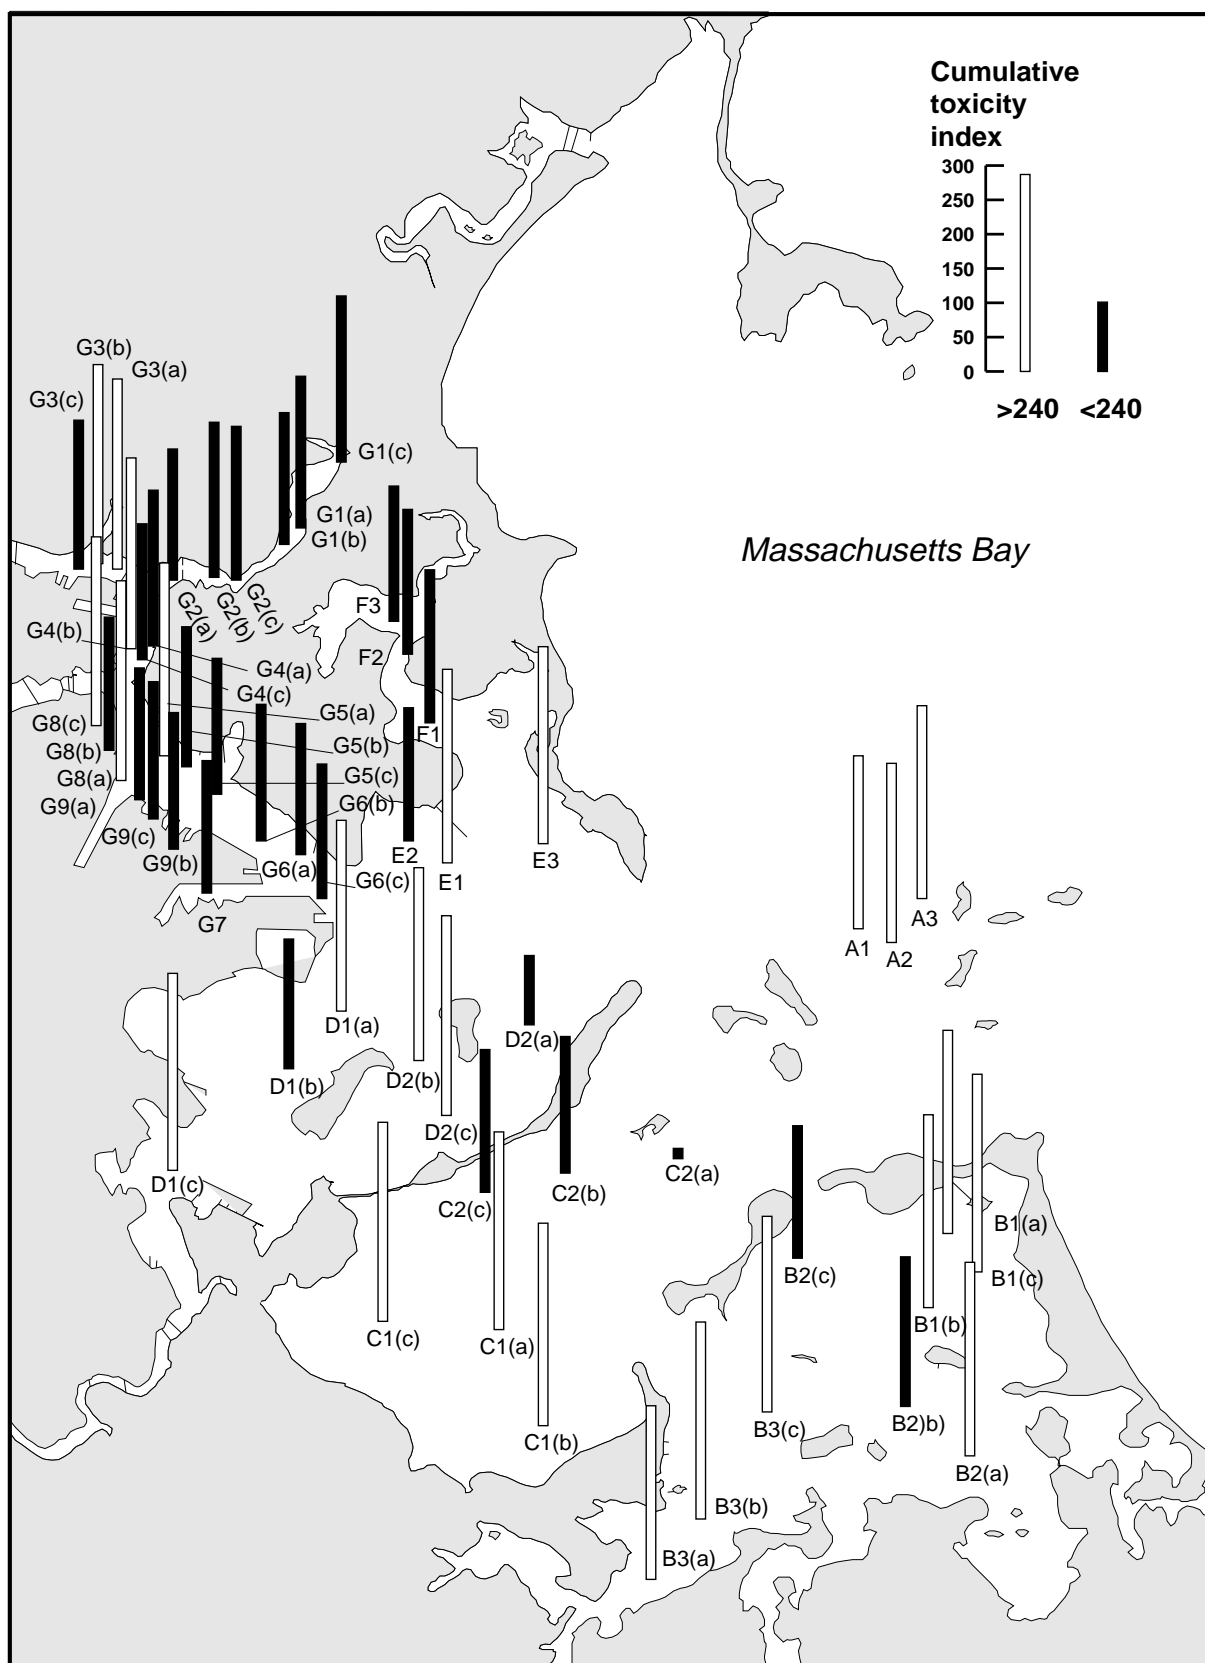 Cumulative
toxicity
index
300
250
200
150
100
50
0
>240 <240
G3(b)
G3(a)
G3(c)
G1(c)
G1(a)
G1(b)
Massachusetts Bay
G2(a)
G2(b)
G2(c)
F3
G4(b)
F2
G4(a)
G4(c)
G5(a)
G8(c)
F1
G5(b)
G8(b)
G5(c)
G8(a)
G6(b)
G9(a)
G9(c)
E2
E3
G9(b)
G6(a)
E1
G6(c)
G7
A3
A1
A2
D1(a)
D2(a)
D1(b)
D2(b)
D2(c)
C2(a)
D1(c)
C2(b)
C2(c)
B1(a)
B2(c)
B1(c)
B1(b)
C1(c)
C1(a)
B3(c)
B2)b)
C1(b)
B2(a)
B3(b)
B3(a)